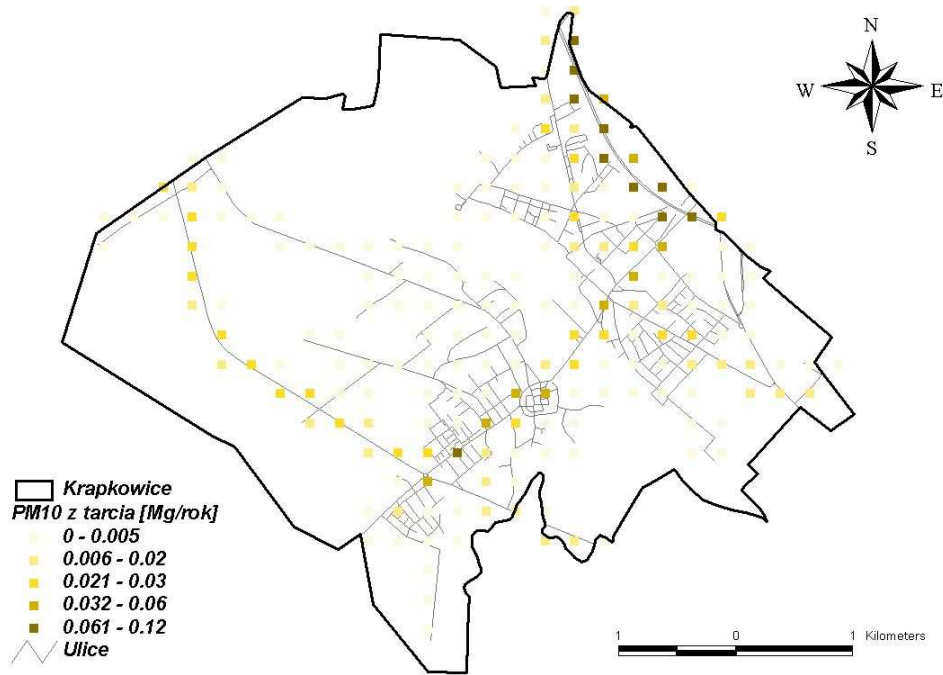 N
W E
S
Krapkowice
PM10 z tarcia [Mg/rok]
0 - 0.005
0.006 - 0.02
0.021 - 0.03
0.032 - 0.06
0.061 - 0.12
Ulice
1 0 1 Kilometers